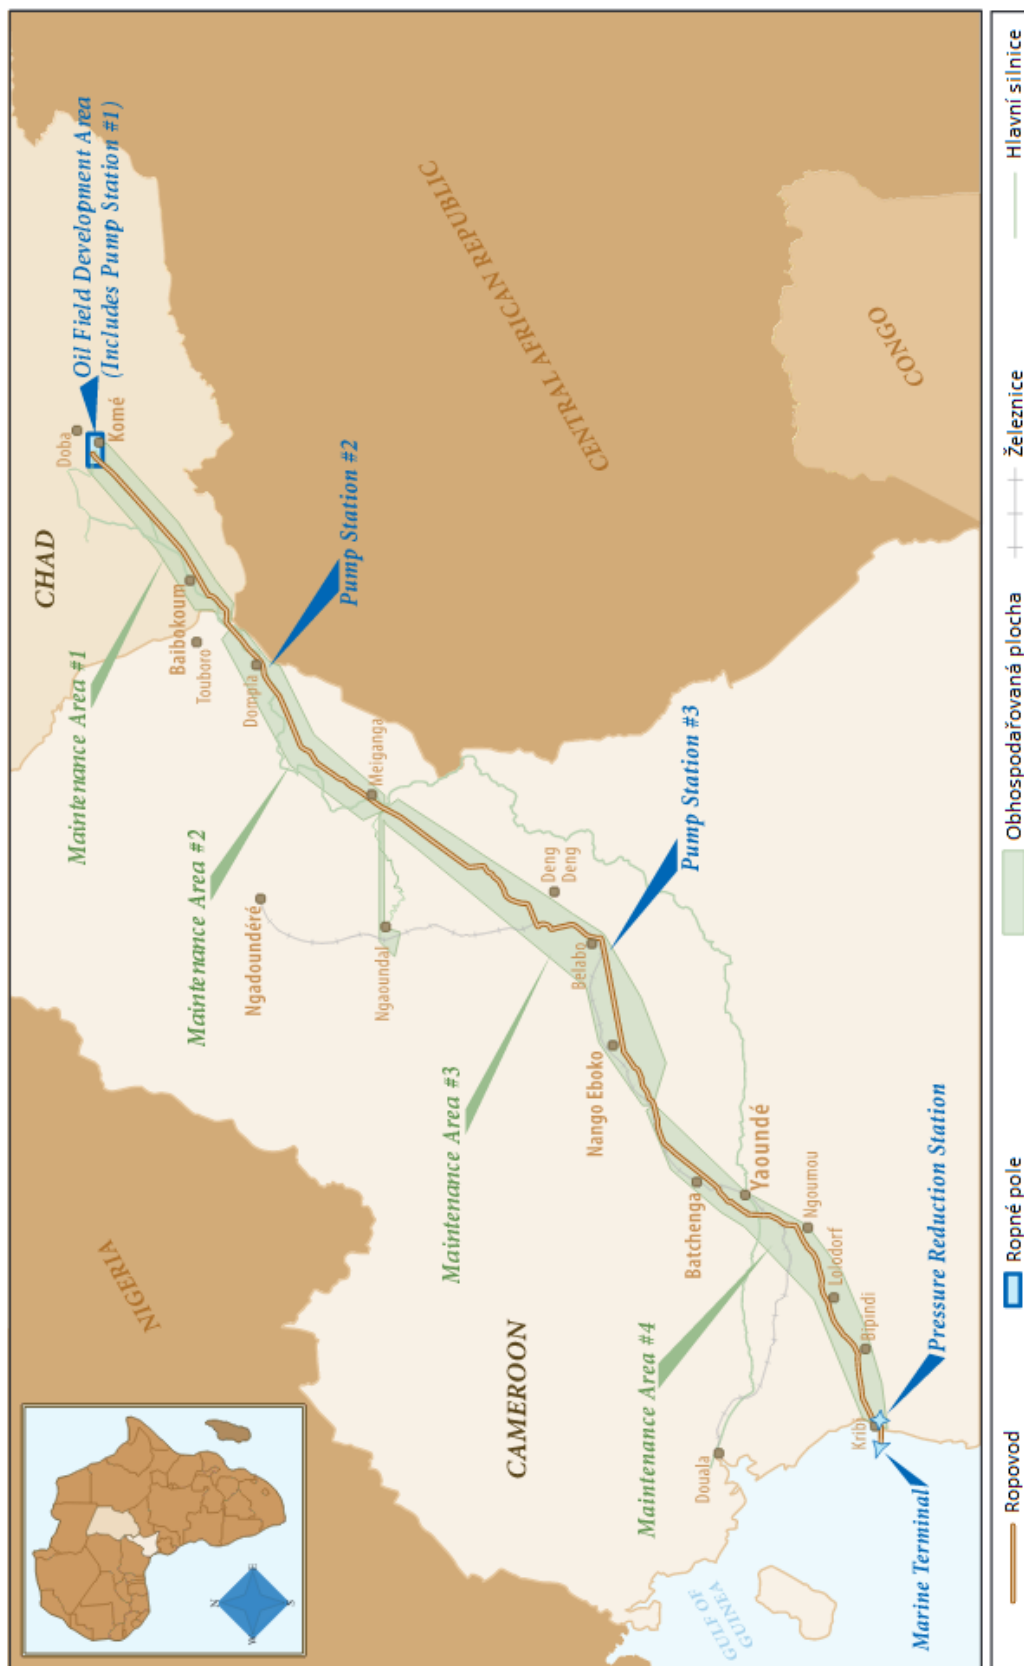 CHAD
Doba
Komé
Oil Field Development Area
(Includes Pump Station #1)
Maintenance Area #1
Baibokoum
Touboro
Dompla
Pump Station #2
Maintenance Area #2
Meiganga
Ngadoundéré
Ngaoundal
CENTRAL AFRICAN REPUBLIC
CONGO
NIGERIA
CAMEROON
Deng
Deng
Belabo
Pump Station #3
Maintenance Area #3
Nango Eboko
Batchenga
Yaoundé
Ngoumou
Lolodorf
Bipindi
Maintenance Area #4
Douala
Kribi
Pressure Reduction Station
Marine Terminal
GULF OF
GUINEA
N
E
S
W
Ropovod
Ropné pole
Obhospodařovaná plocha
Železnice
Hlavní silnice